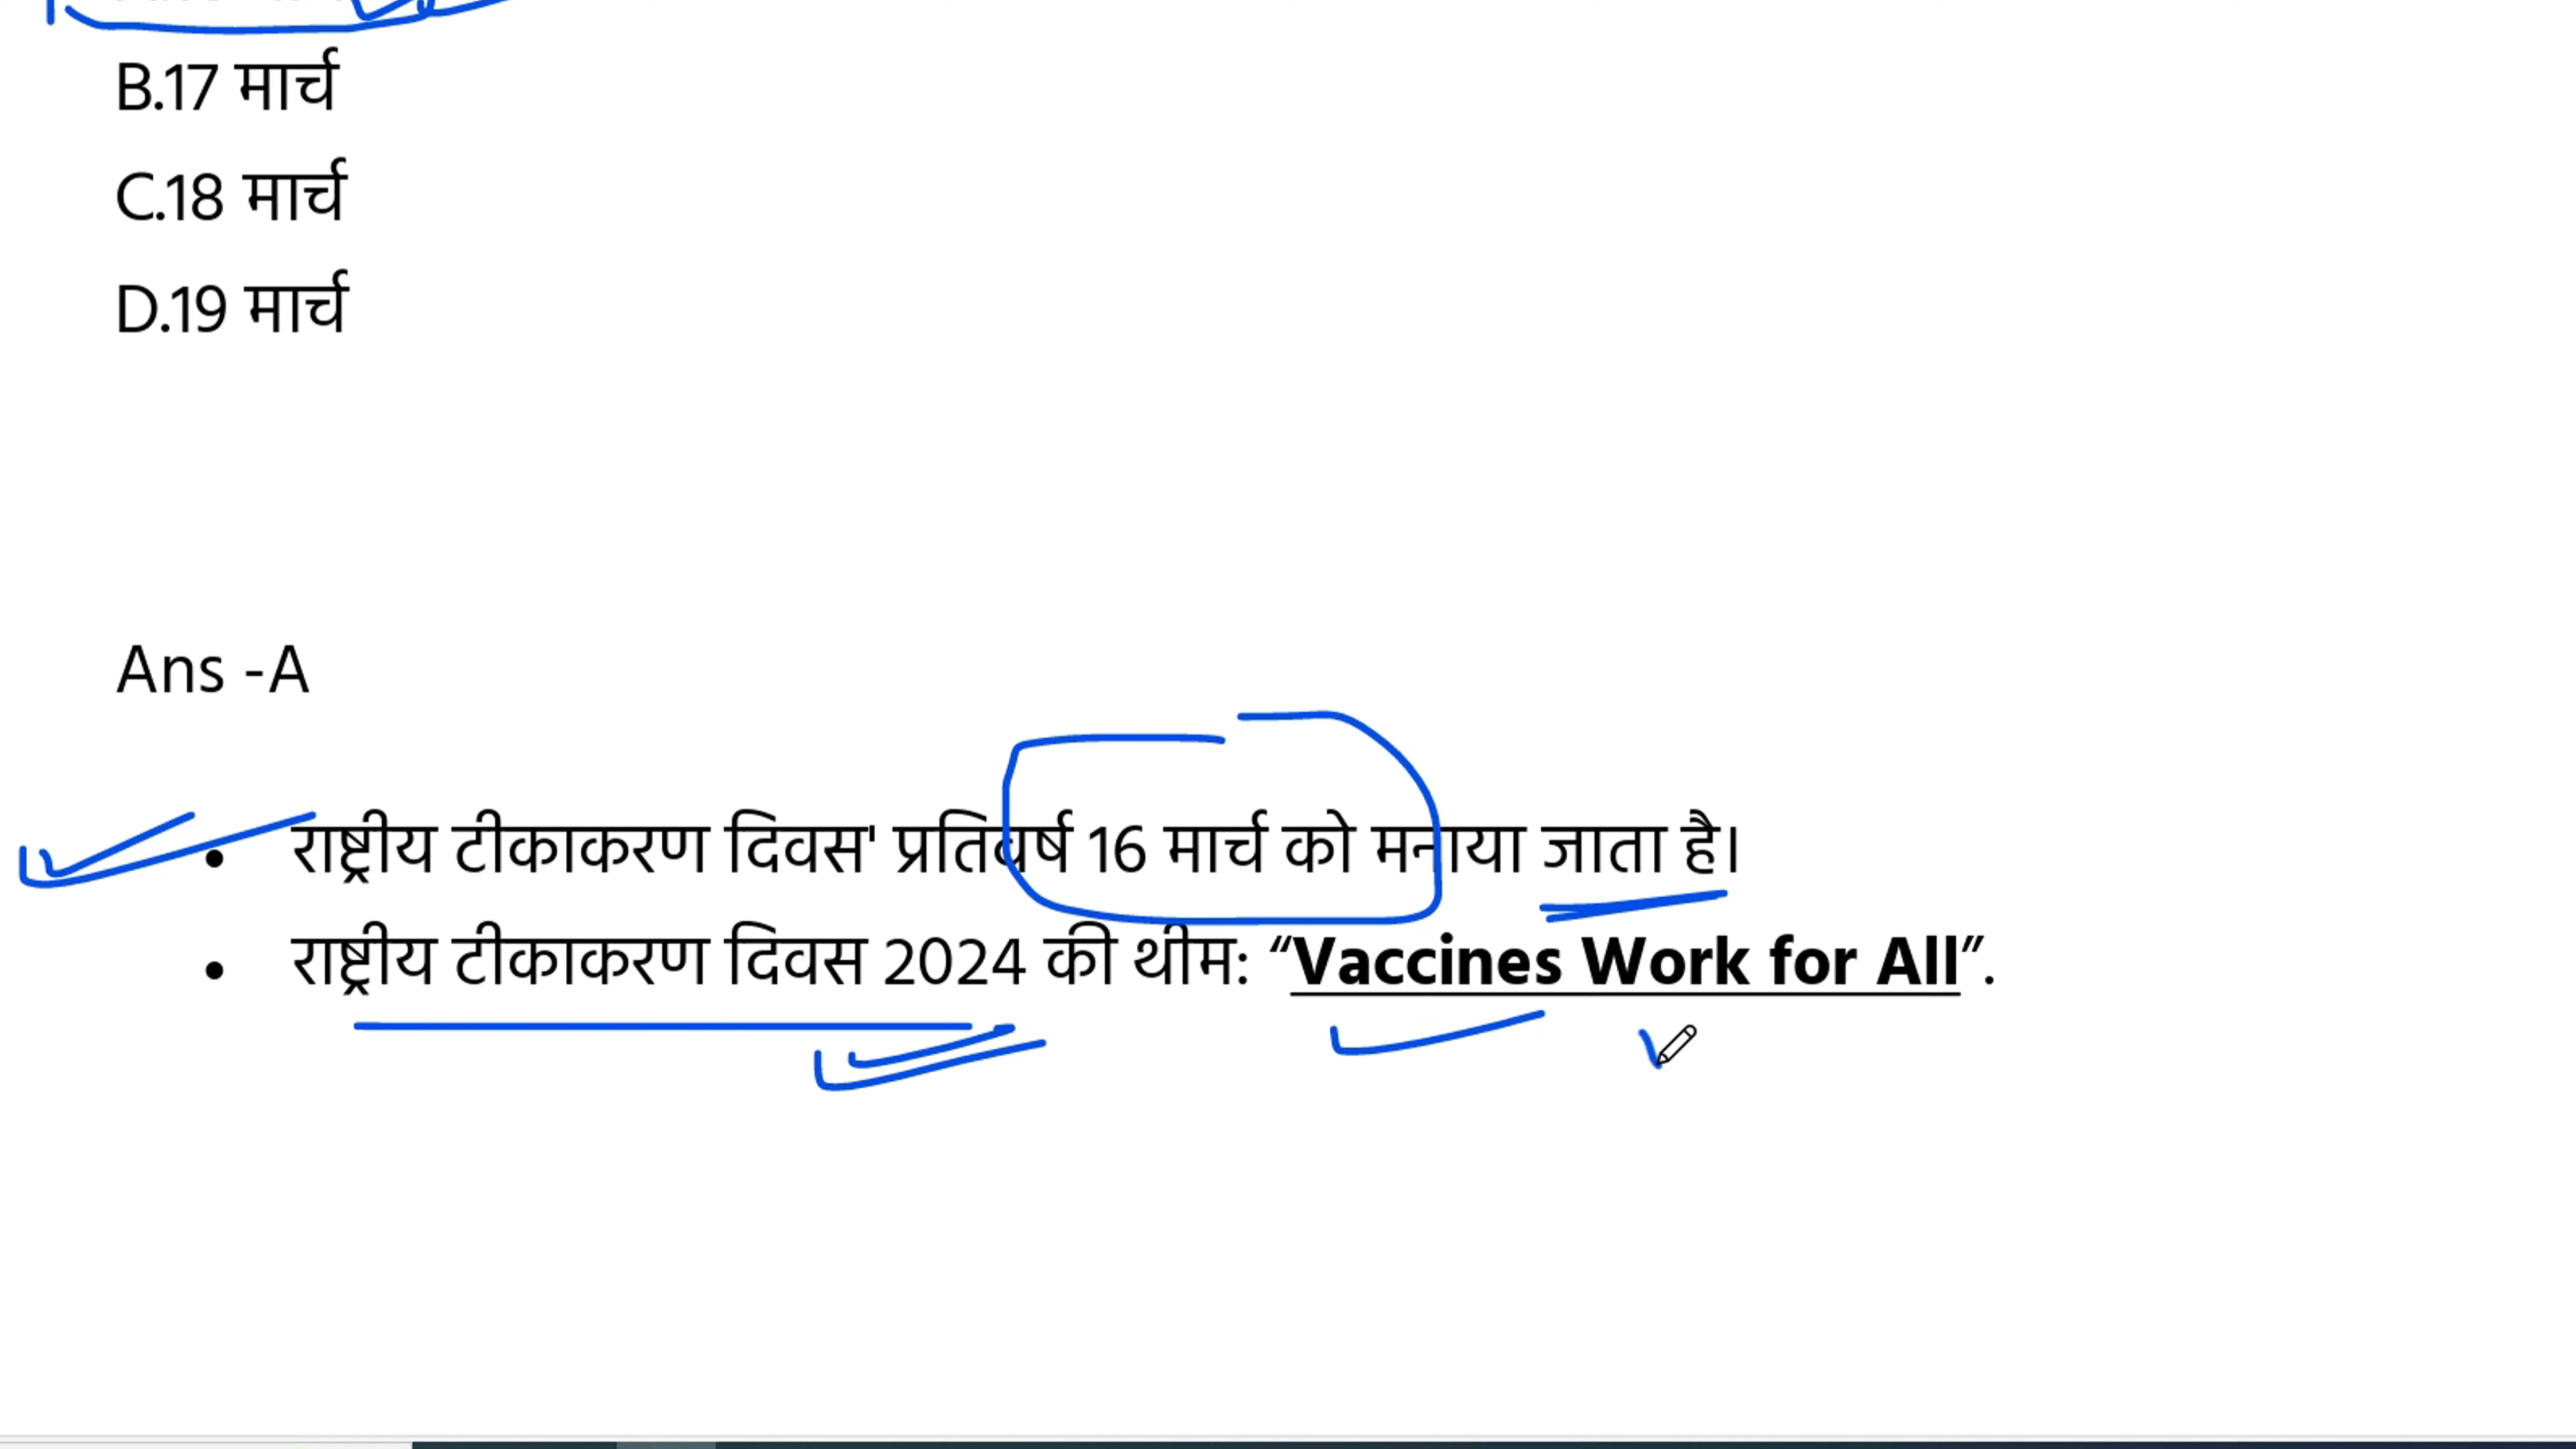 B.17 मार्च
C.18 मार्च
D.19 मार्च
Ans -A
• राष्ट्रीय टीकाकरण दिवस' प्रतिवर्ष 16 मार्च को मनाया जाता है।
• राष्ट्रीय टीकाकरण दिवस 2024 की थीम: “Vaccines Work for All”.